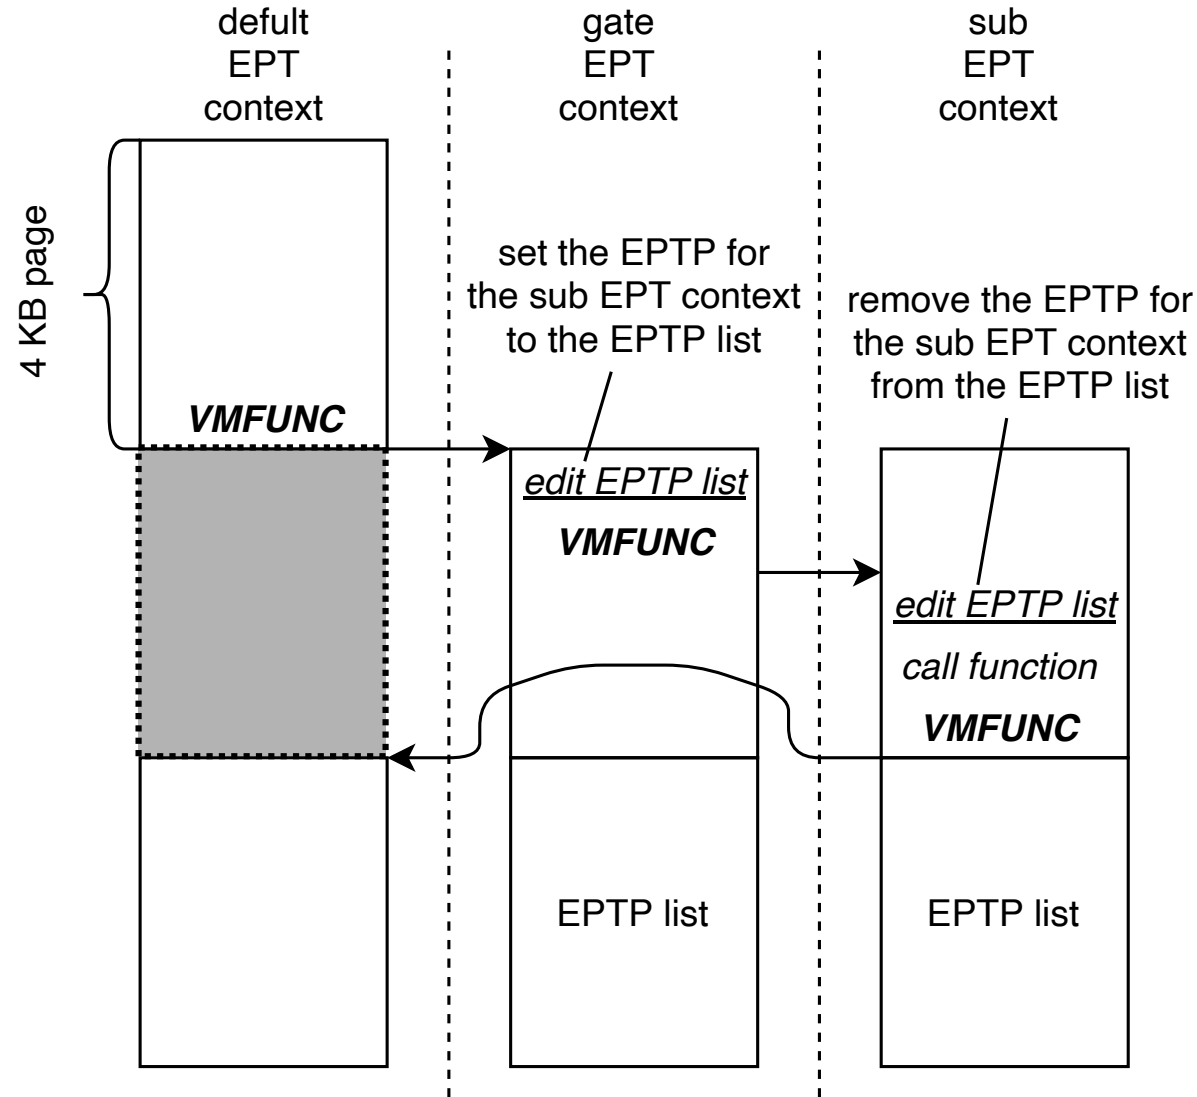 defult
EPT
context
gate
EPT
context
sub
EPT
context
4 KB page
VMFUNC
set the EPTP for
the sub EPT context
to the EPTP list
edit EPTP list
VMFUNC
EPTP list
remove the EPTP for
the sub EPT context
from the EPTP list
edit EPTP list
call function
VMFUNC
EPTP list